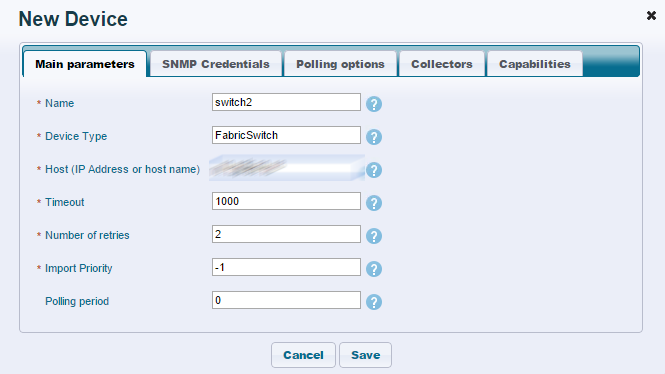 New Device
Main parameters SNMP Credentials Polling options Collectors Capabilities
* Name switch2 ?
* Device Type FabricSwitch ?
* Host (IP Address or host name) ?
* Timeout 1000 ?
* Number of retries 2 ?
* Import Priority -1 ?
Polling period 0 ?
Cancel Save